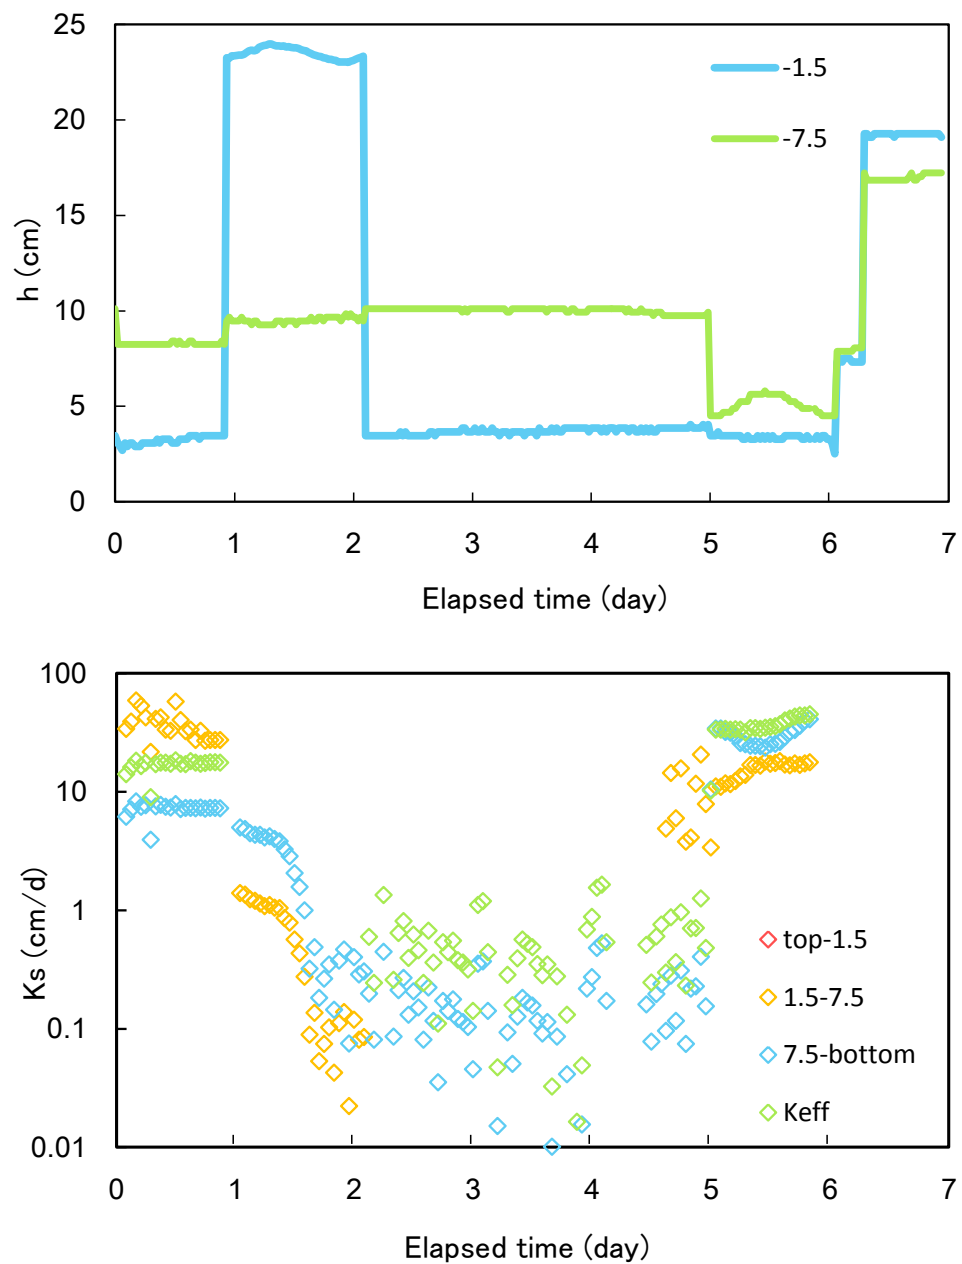 25
20
15
10
5
0
h (cm)
-1.5
-7.5
0 1 2 3 4 5 6 7
Elapsed time (day)
100
10
1
0.1
0.01
Ks (cm/d)
top-1.5
1.5-7.5
7.5-bottom
Keff
0 1 2 3 4 5 6 7
Elapsed time (day)